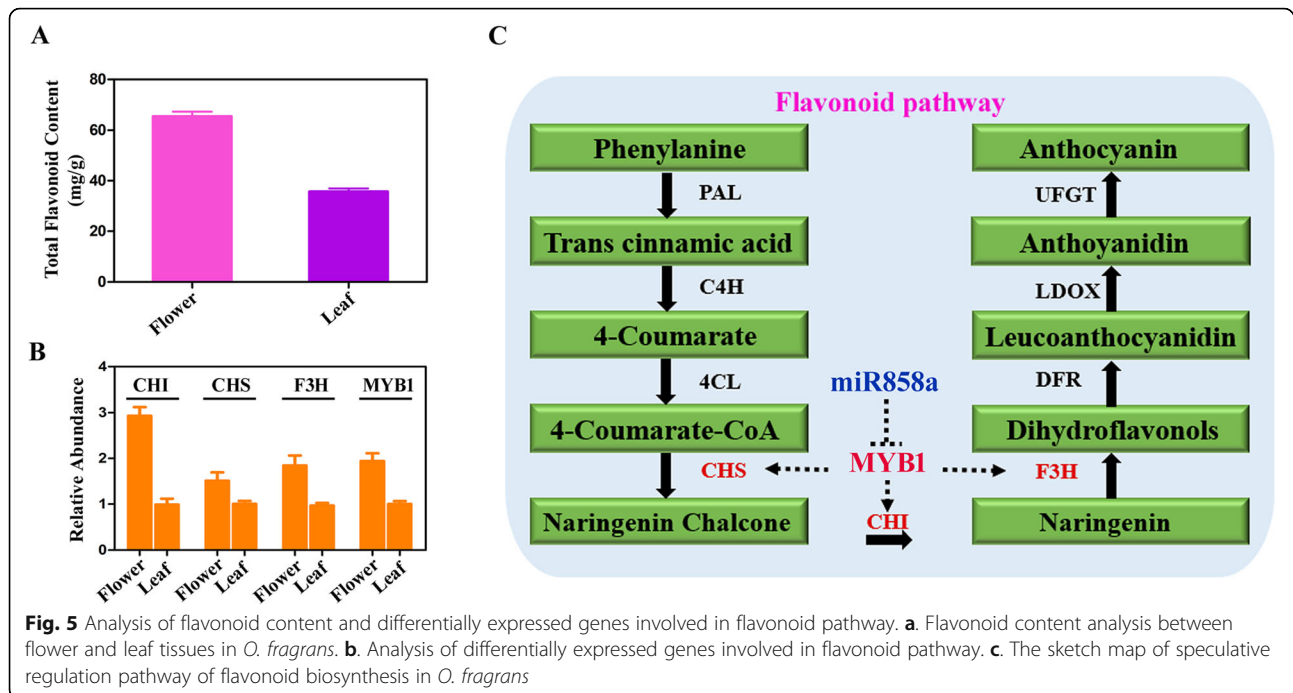 A
Total Flavonoid Content
(mg/g)
80
60
40
20
0
Flower
Leaf
B
Relative Abundance
4
3
2
1
0
CHI
CHS
F3H
MYB1
Flower
Leaf
Flower
Leaf
Flower
Leaf
Flower
Leaf
C
Flavonoid pathway
Phenylanine
PAL
Trans cinnamic acid
C4H
4-Coumarate
4CL
4-Coumarate-CoA
CHS
Naringenin Chalcone
miR858a
MYB1
CHI
Anthocyanin
UFGT
Anthoyanidin
LDOX
Leucoanthocyanidin
DFR
Dihydroflavonols
F3H
Naringenin
Fig. 5 Analysis of flavonoid content and differentially expressed genes involved in flavonoid pathway. a. Flavonoid content analysis between
flower and leaf tissues in O. fragrans. b. Analysis of differentially expressed genes involved in flavonoid pathway. c. The sketch map of speculative
regulation pathway of flavonoid biosynthesis in O. fragrans